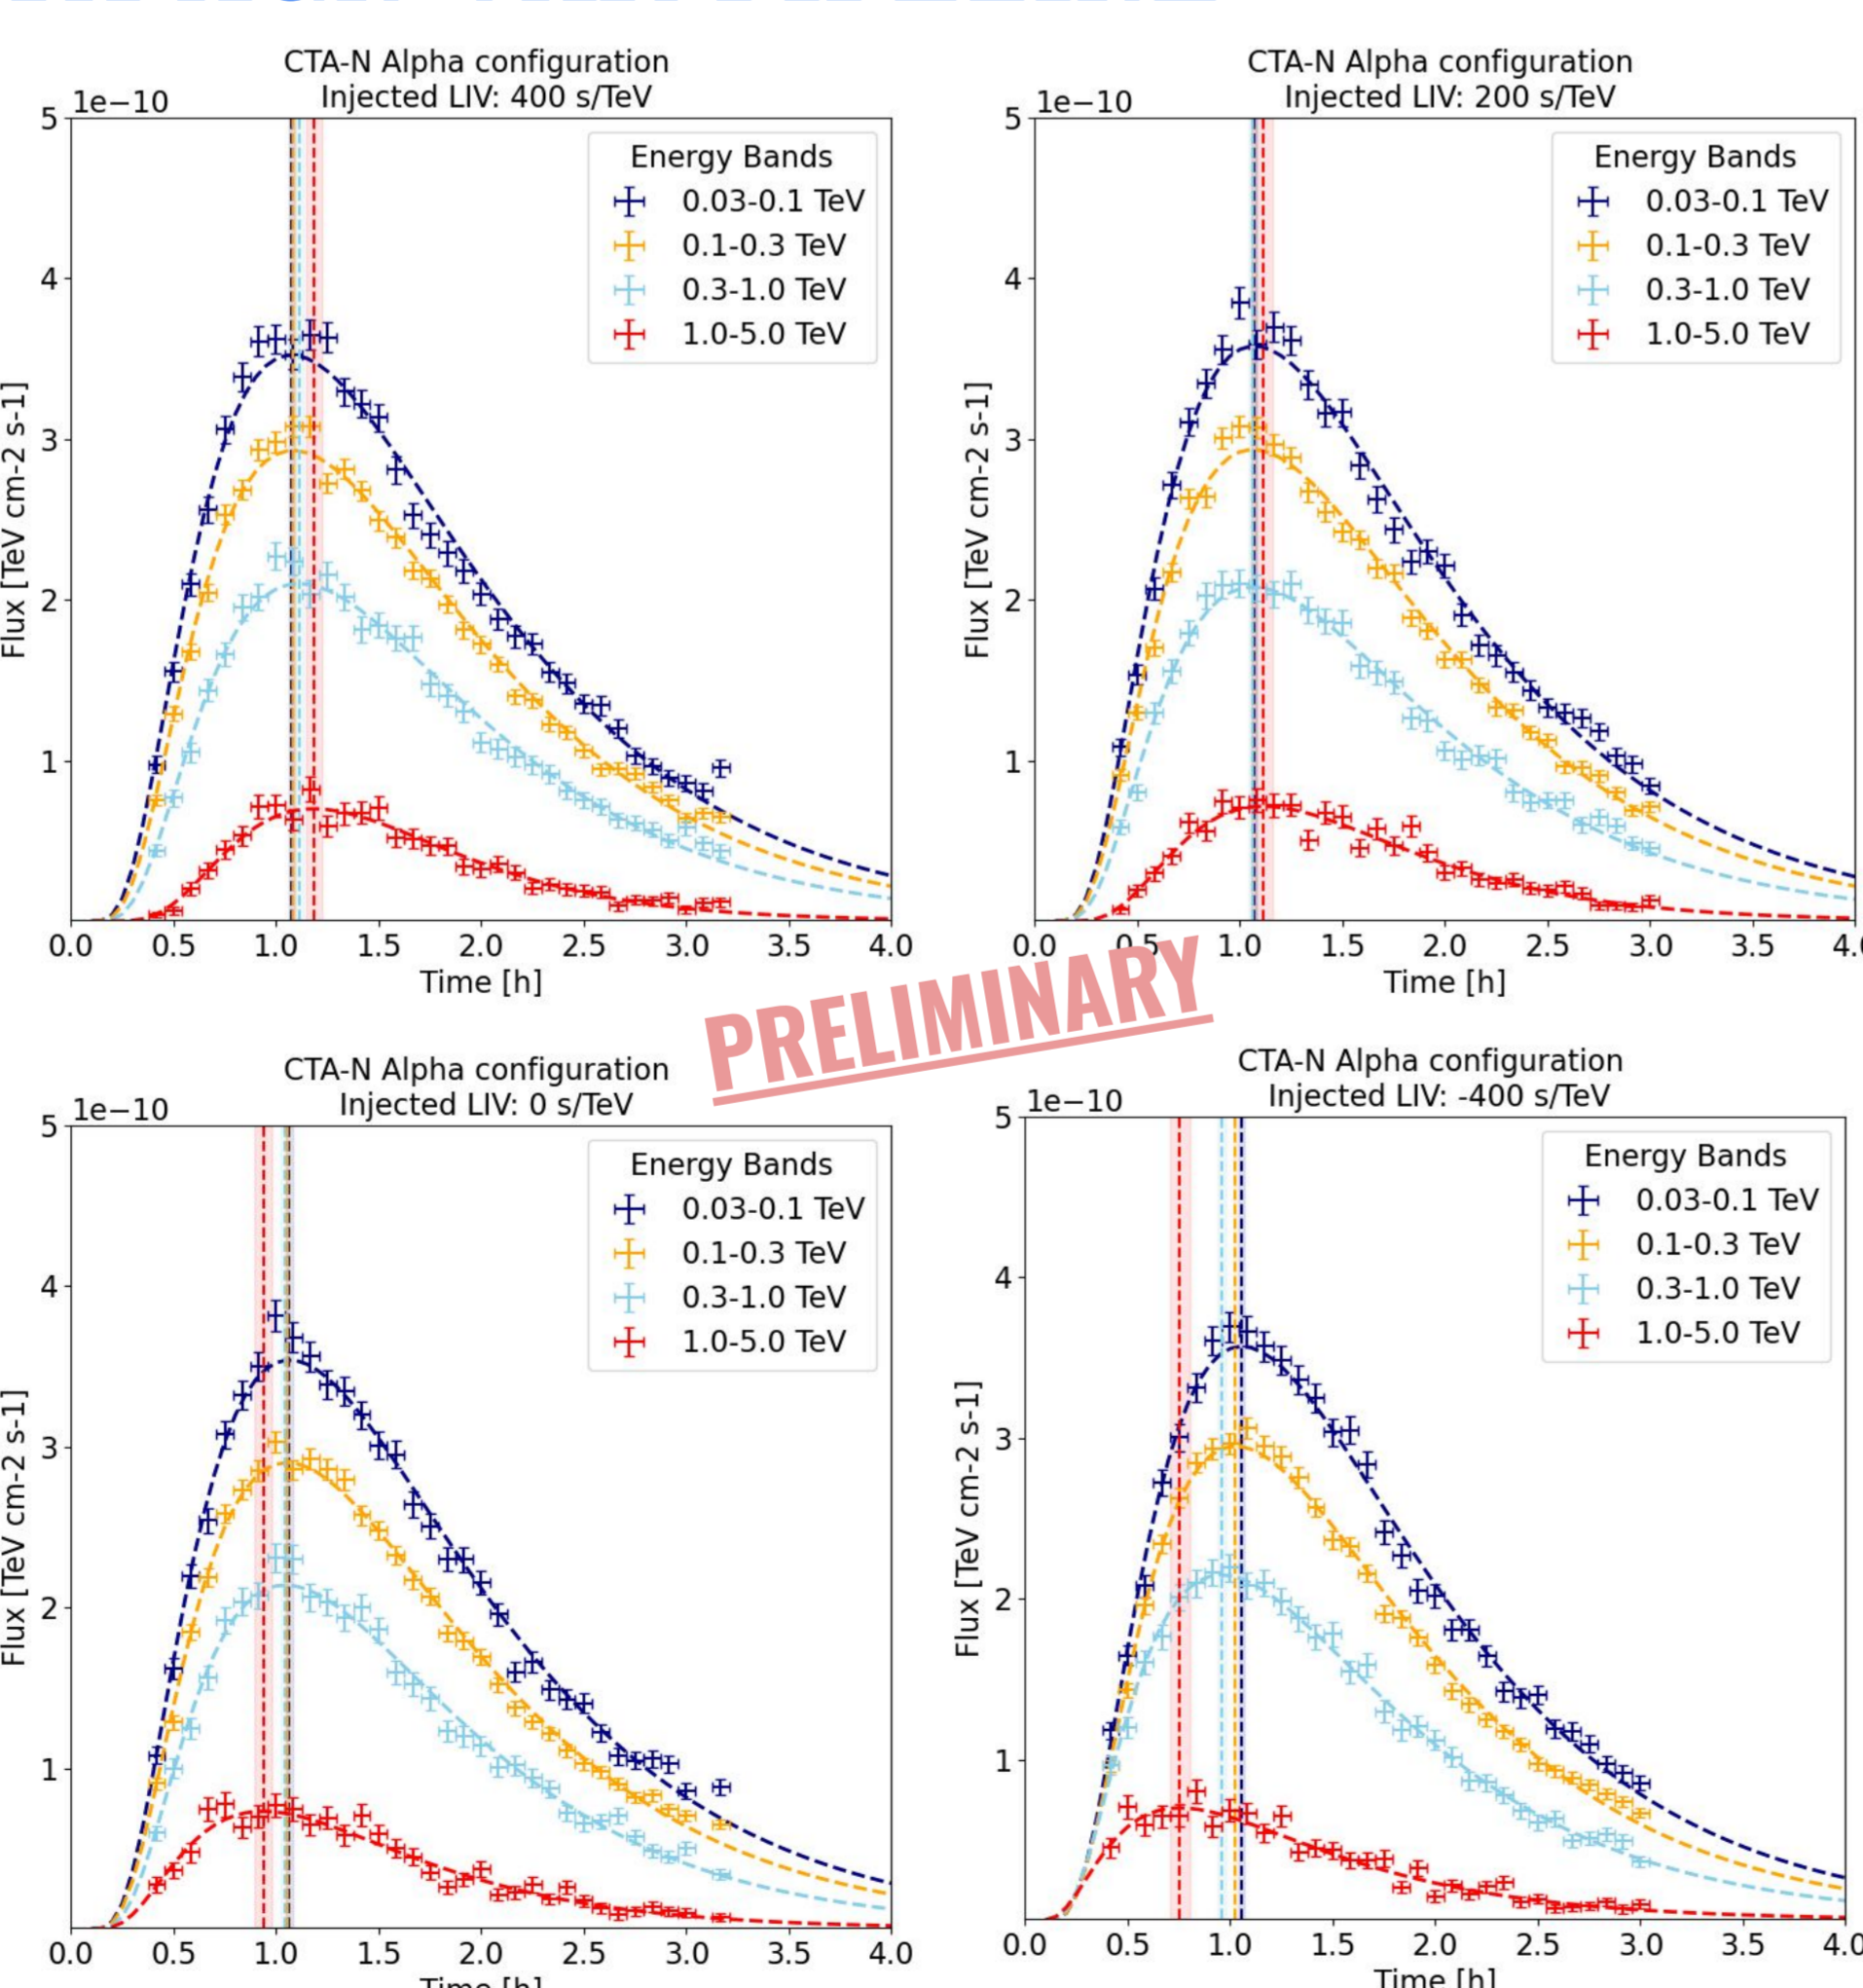 CTA-N Alpha configuration
Injected LIV: 400 s/TeV
1e−10
Energy Bands
0.03-0.1 TeV
0.1-0.3 TeV
0.3-1.0 TeV
1.0-5.0 TeV
Flux [TeV cm-2 s-1]
5
4
3
2
1
0.0 0.5 1.0 1.5 2.0 2.5 3.0 3.5 4.0
Time [h]
CTA-N Alpha configuration
Injected LIV: 200 s/TeV
1e−10
Energy Bands
0.03-0.1 TeV
0.1-0.3 TeV
0.3-1.0 TeV
1.0-5.0 TeV
Flux [TeV cm-2 s-1]
5
4
3
2
1
0.0 0.5 1.0 1.5 2.0 2.5 3.0 3.5 4.0
Time [h]
PRELIMINARY
CTA-N Alpha configuration
Injected LIV: 0 s/TeV
1e−10
Energy Bands
0.03-0.1 TeV
0.1-0.3 TeV
0.3-1.0 TeV
1.0-5.0 TeV
Flux [TeV cm-2 s-1]
5
4
3
2
1
0.0 0.5 1.0 1.5 2.0 2.5 3.0 3.5 4.0
Time [h]
CTA-N Alpha configuration
Injected LIV: -400 s/TeV
1e−10
Energy Bands
0.03-0.1 TeV
0.1-0.3 TeV
0.3-1.0 TeV
1.0-5.0 TeV
Flux [TeV cm-2 s-1]
5
4
3
2
1
0.0 0.5 1.0 1.5 2.0 2.5 3.0 3.5 4.0
Time [h]